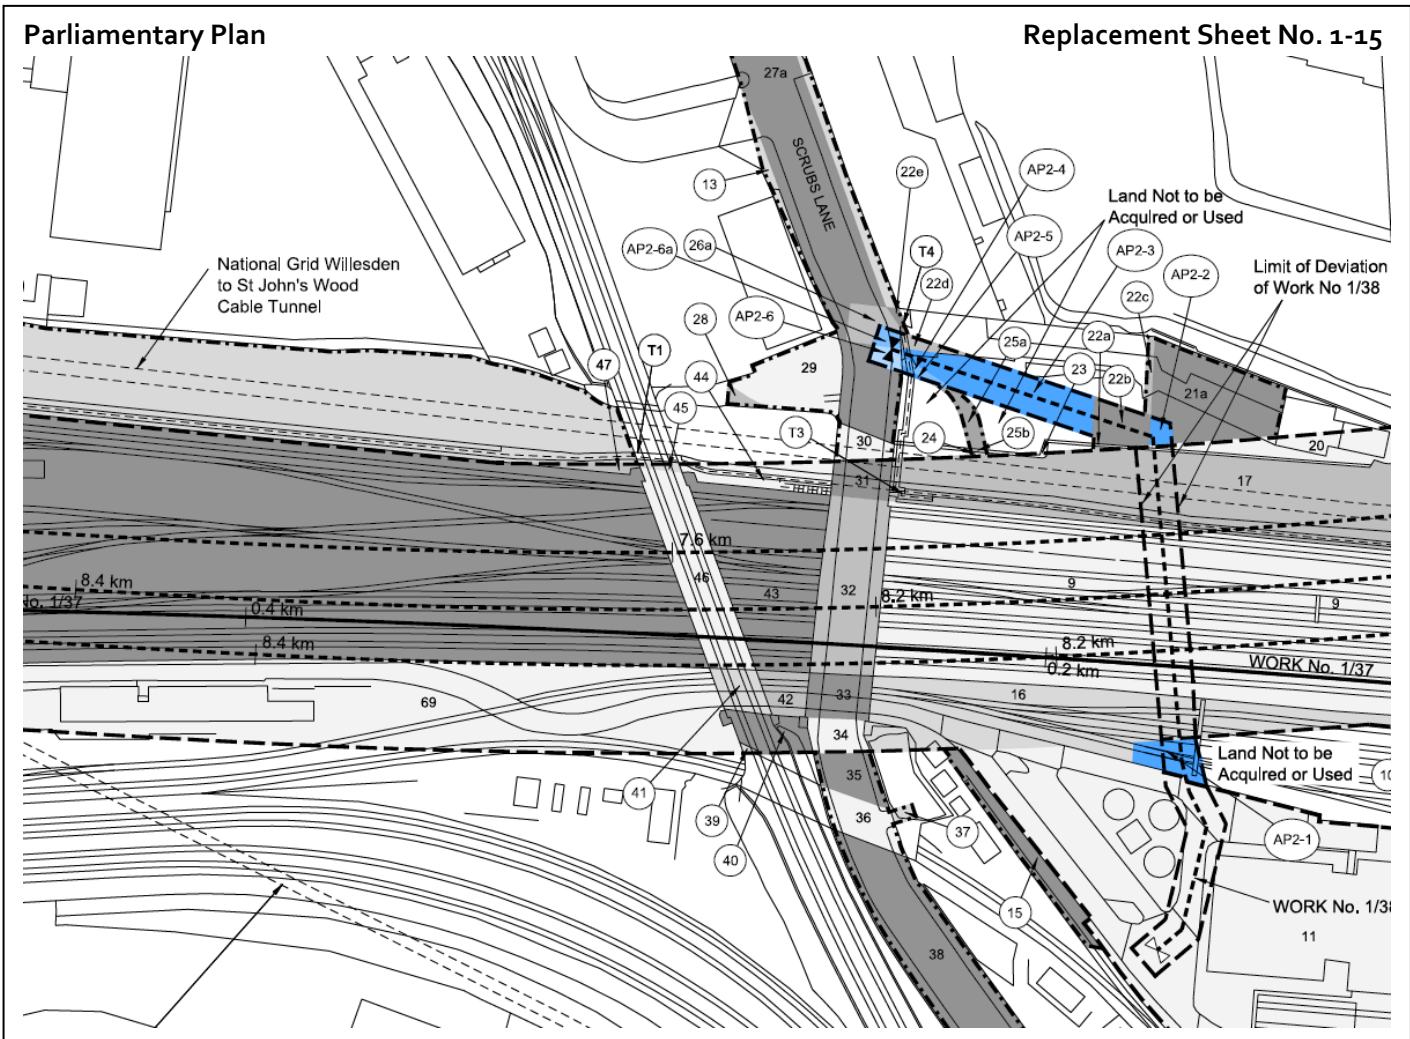 Parliamentary Plan
Replacement Sheet No. 1-15
27a
SCRUBS LANE
13
22e
AP2-4
Land Not to be
Acquired or Used
AP2-6a
26a
T4
AP2-5
AP2-3
AP2-2
National Grid Willesden
to St John's Wood
Cable Tunnel
Limit of Deviation
of Work No 1/38
22d
22c
28
AP2-6
25a
22a
47
T1
29
23
22b
44
21a
45
T3
30
24
25b
20
31
17
7.6 km
8.4 km
46
43
32
8.2 km
9
9
No. 1/37
0.4 km
8.4 km
8.2 km
0.2 km
WORK No. 1/37
69
42
33
16
34
Land Not to be
Acquired or Used
35
10
41
39
36
37
AP2-1
40
15
WORK No. 1/38
11
38